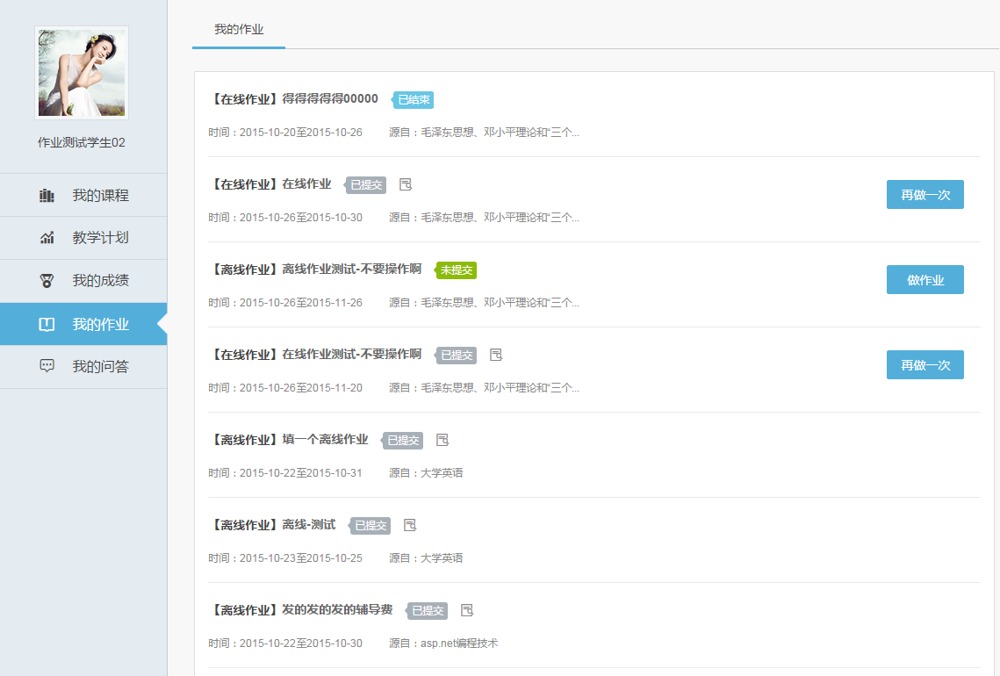 作业测试学生02
我的课程
教学计划
我的成绩
我的作业
我的问答
我的作业
【在线作业】得得得得得00000 已结束
时间：2015-10-20至2015-10-26 源自：毛泽东思想、邓小平理论和“三个...
【在线作业】在线作业 已提交
再做一次
时间：2015-10-26至2015-10-30 源自：毛泽东思想、邓小平理论和“三个...
【离线作业】离线作业测试-不要操作啊 未提交
做作业
时间：2015-10-26至2015-11-26 源自：毛泽东思想、邓小平理论和“三个...
【在线作业】在线作业测试-不要操作啊 已提交
再做一次
时间：2015-10-26至2015-11-20 源自：毛泽东思想、邓小平理论和“三个...
【离线作业】填一个离线作业 已提交
时间：2015-10-22至2015-10-31 源自：大学英语
【离线作业】离线-测试 已提交
时间：2015-10-23至2015-10-25 源自：大学英语
【离线作业】发的发的发的辅导费 已提交
时间：2015-10-22至2015-10-30 源自：asp.net编程技术